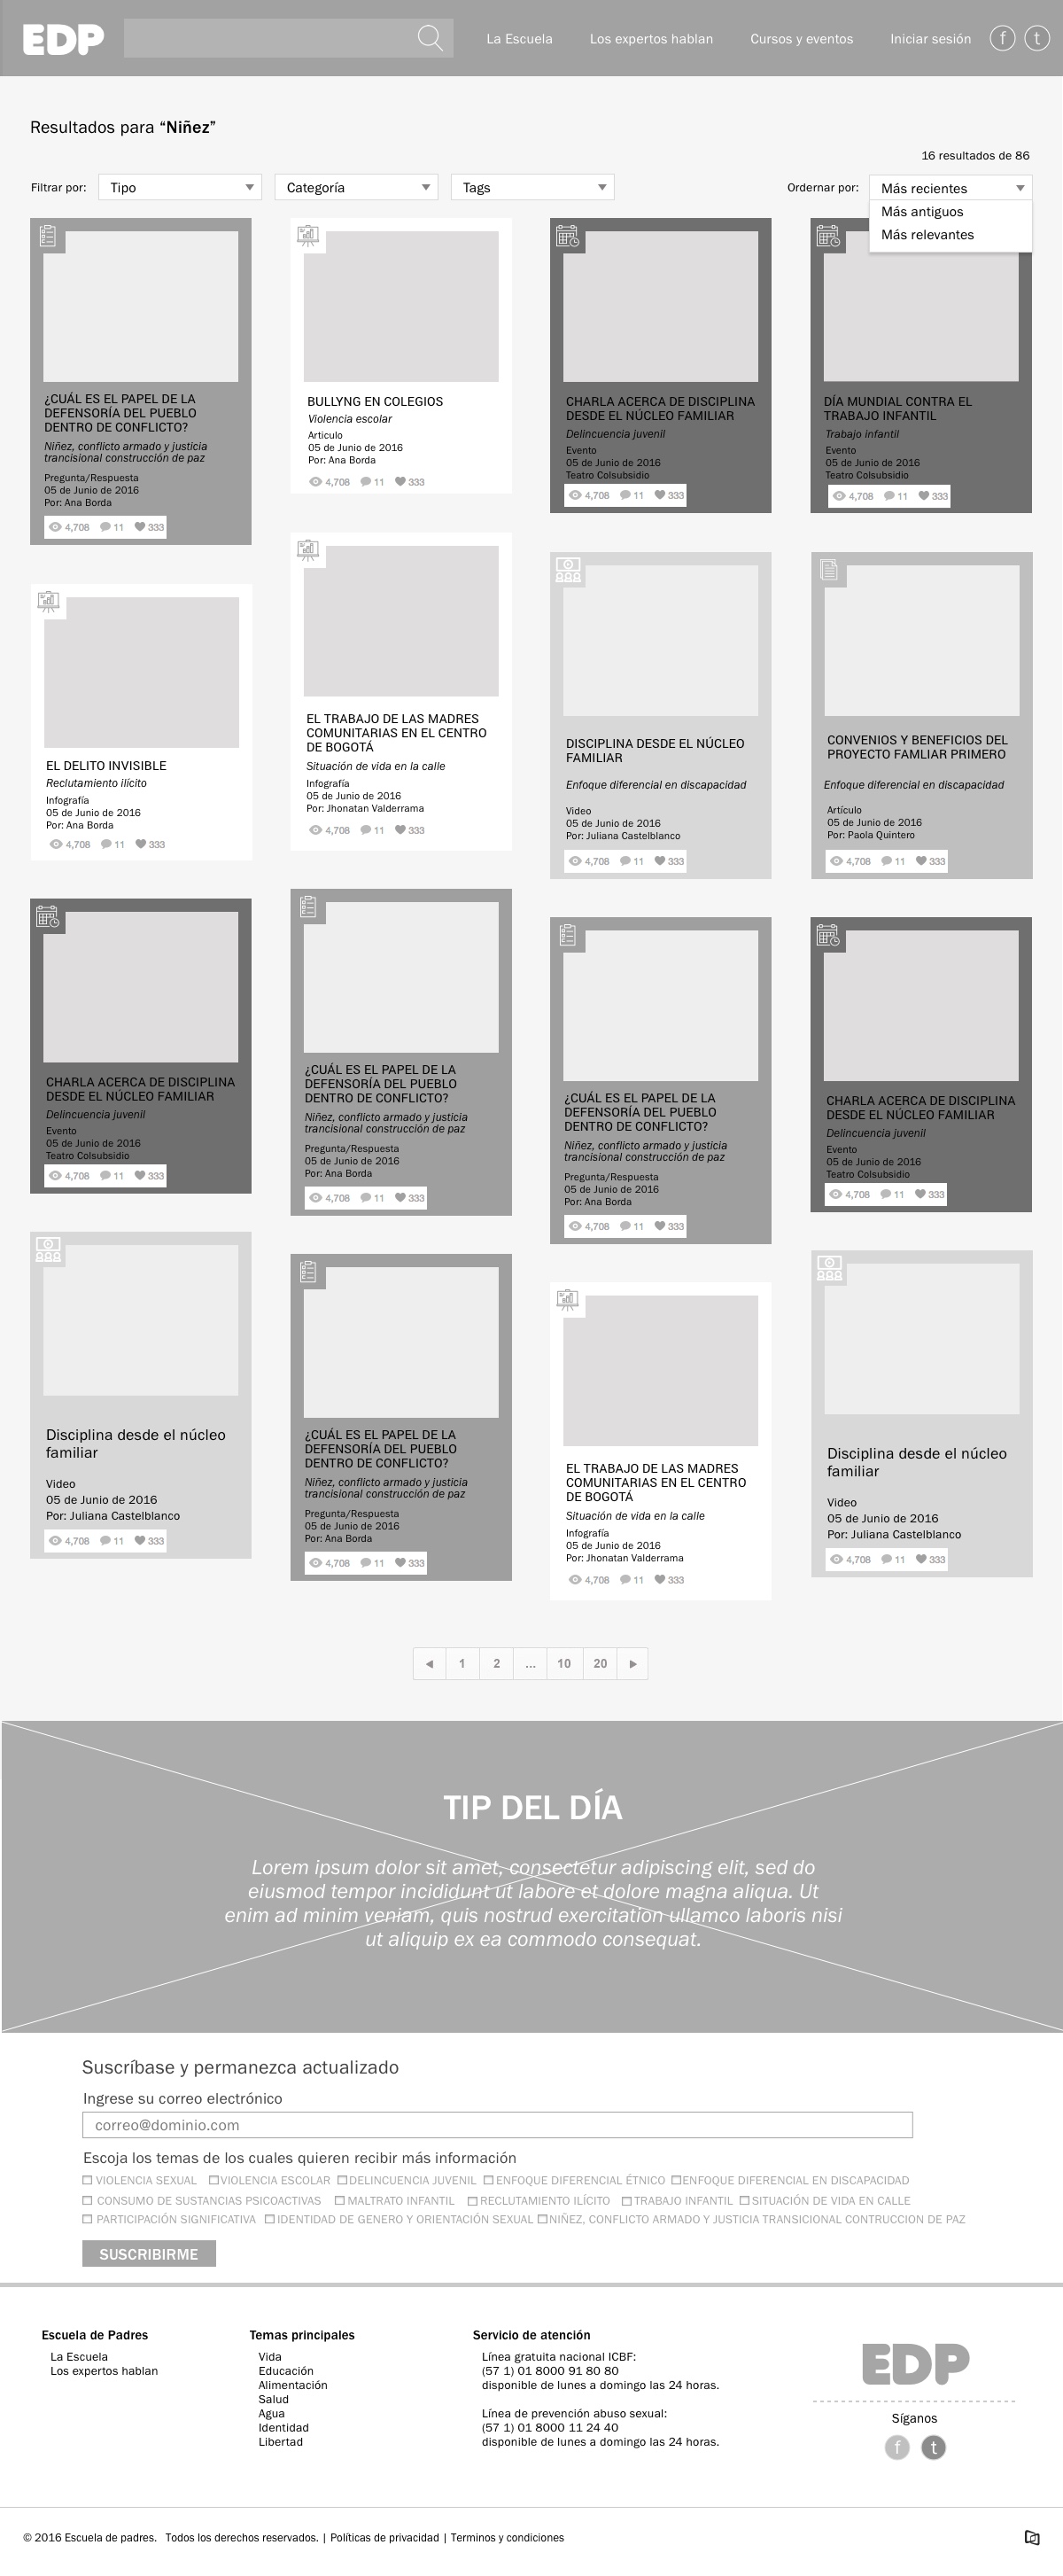 EDP
La Escuela
Los expertos hablan
Cursos y eventos
Iniciar sesión
f
t
Resultados para “Niñez”
16 resultados de 86
Filtrar por:
Tipo
Categoría
Tags
Ordernar por:
Más recientes
Más antiguos
Más relevantes
¿CUÁL ES EL PAPEL DE LA
DEFENSORÍA DEL PUEBLO
DENTRO DE CONFLICTO?
Niñez, conflicto armado y justicia
trancisional construcción de paz
Pregunta/Respuesta
05 de Junio de 2016
Por: Ana Borda
4,708 11 333
BULLYNG EN COLEGIOS
Violencia escolar
Articulo
05 de Junio de 2016
Por: Ana Borda
4,708 11 333
CHARLA ACERCA DE DISCIPLINA
DESDE EL NÚCLEO FAMILIAR
Delincuencia juvenil
Evento
05 de Junio de 2016
Teatro Colsubsidio
4,708 11 333
DÍA MUNDIAL CONTRA EL
TRABAJO INFANTIL
Trabajo infantil
Evento
05 de Junio de 2016
Teatro Colsubsidio
4,708 11 333
EL DELITO INVISIBLE
Reclutamiento ilícito
Infografía
05 de Junio de 2016
Por: Ana Borda
4,708 11 333
EL TRABAJO DE LAS MADRES
COMUNITARIAS EN EL CENTRO
DE BOGOTÁ
Situación de vida en la calle
Infografía
05 de Junio de 2016
Por: Jhonatan Valderrama
4,708 11 333
DISCIPLINA DESDE EL NÚCLEO
FAMILIAR
Enfoque diferencial en discapacidad
Video
05 de Junio de 2016
Por: Juliana Castelblanco
4,708 11 333
CONVENIOS Y BENEFICIOS DEL
PROYECTO FAMLIAR PRIMERO
Enfoque diferencial en discapacidad
Artículo
05 de Junio de 2016
Por: Paola Quintero
4,708 11 333
CHARLA ACERCA DE DISCIPLINA
DESDE EL NÚCLEO FAMILIAR
Delincuencia juvenil
Evento
05 de Junio de 2016
Teatro Colsubsidio
4,708 11 333
¿CUÁL ES EL PAPEL DE LA
DEFENSORÍA DEL PUEBLO
DENTRO DE CONFLICTO?
Niñez, conflicto armado y justicia
trancisional construcción de paz
Pregunta/Respuesta
05 de Junio de 2016
Por: Ana Borda
4,708 11 333
¿CUÁL ES EL PAPEL DE LA
DEFENSORÍA DEL PUEBLO
DENTRO DE CONFLICTO?
Niñez, conflicto armado y justicia
trancisional construcción de paz
Pregunta/Respuesta
05 de Junio de 2016
Por: Ana Borda
4,708 11 333
CHARLA ACERCA DE DISCIPLINA
DESDE EL NÚCLEO FAMILIAR
Delincuencia juvenil
Evento
05 de Junio de 2016
Teatro Colsubsidio
4,708 11 333
Disciplina desde el núcleo
familiar
Video
05 de Junio de 2016
Por: Juliana Castelblanco
4,708 11 333
¿CUÁL ES EL PAPEL DE LA
DEFENSORÍA DEL PUEBLO
DENTRO DE CONFLICTO?
Niñez, conflicto armado y justicia
trancisional construcción de paz
Pregunta/Respuesta
05 de Junio de 2016
Por: Ana Borda
4,708 11 333
EL TRABAJO DE LAS MADRES
COMUNITARIAS EN EL CENTRO
DE BOGOTÁ
Situación de vida en la calle
Infografía
05 de Junio de 2016
Por: Jhonatan Valderrama
4,708 11 333
Disciplina desde el núcleo
familiar
Video
05 de Junio de 2016
Por: Juliana Castelblanco
4,708 11 333
1 2 ... 10 20
TIP DEL DÍA
Lorem ipsum dolor sit amet, consectetur adipiscing elit, sed do
eiusmod tempor incididunt ut labore et dolore magna aliqua. Ut
enim ad minim veniam, quis nostrud exercitation ullamco laboris nisi
ut aliquip ex ea commodo consequat.
Suscríbase y permanezca actualizado
Ingrese su correo electrónico
correo@dominio.com
Escoja los temas de los cuales quieren recibir más información
VIOLENCIA SEXUAL VIOLENCIA ESCOLAR DELINCUENCIA JUVENIL ENFOQUE DIFERENCIAL ÉTNICO ENFOQUE DIFERENCIAL EN DISCAPACIDAD
CONSUMO DE SUSTANCIAS PSICOACTIVAS MALTRATO INFANTIL RECLUTAMIENTO ILÍCITO TRABAJO INFANTIL SITUACIÓN DE VIDA EN CALLE
PARTICIPACIÓN SIGNIFICATIVA IDENTIDAD DE GENERO Y ORIENTACIÓN SEXUAL NIÑEZ, CONFLICTO ARMADO Y JUSTICIA TRANSICIONAL CONTRUCCION DE PAZ
SUSCRIBIRME
Escuela de Padres
La Escuela
Los expertos hablan
Temas principales
Vida
Educación
Alimentación
Salud
Agua
Identidad
Libertad
Servicio de atención
Línea gratuita nacional ICBF:
(57 1) 01 8000 91 80 80
disponible de lunes a domingo las 24 horas.
Línea de prevención abuso sexual:
(57 1) 01 8000 11 24 40
disponible de lunes a domingo las 24 horas.
EDP
Síganos
f
t
© 2016 Escuela de padres. Todos los derechos reservados. | Políticas de privacidad | Terminos y condiciones